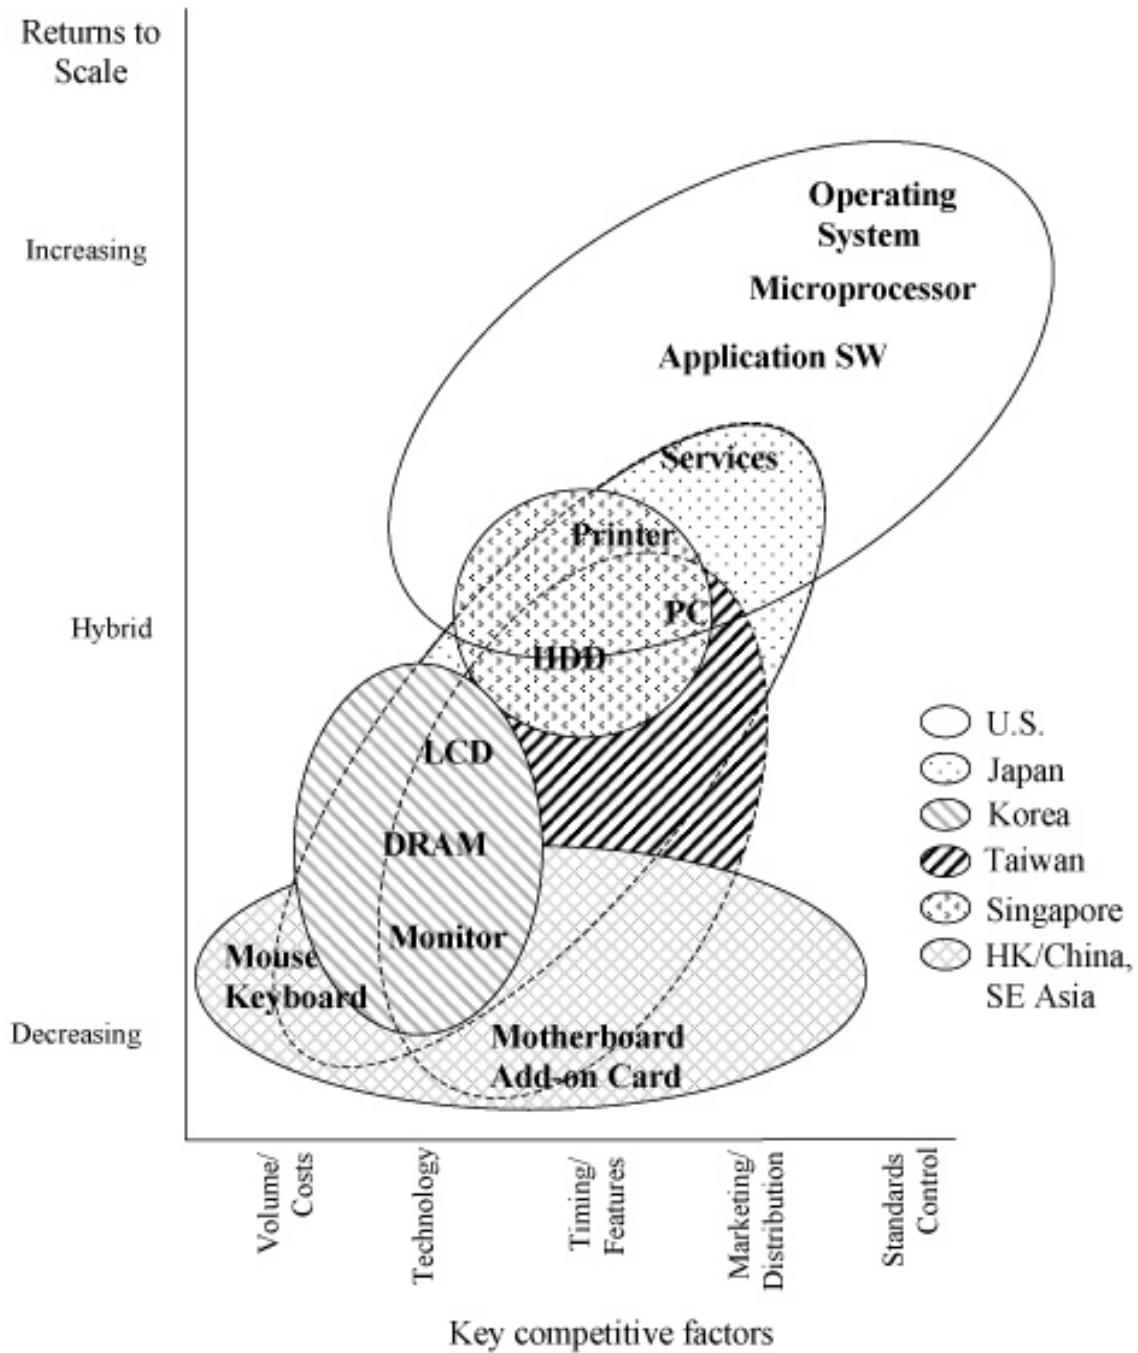 Returns to
Scale
Increasing
Hybrid
Decreasing
Operating
System
Microprocessor
Application SW
Services
Printer
PC
HDD
LCD
DRAM
Monitor
Mouse
Keyboard
Motherboard
Add-on Card
U.S.
Japan
Korea
Taiwan
Singapore
HK/China,
SE Asia
Volume/
Costs
Technology
Timing/
Features
Marketing/
Distribution
Standards
Control
Key competitive factors